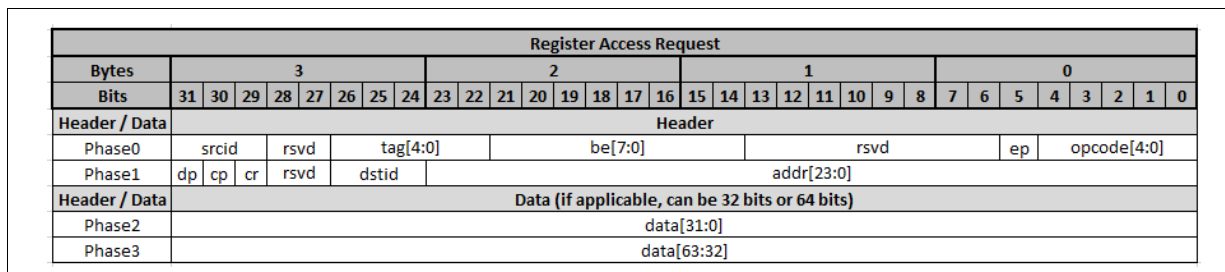 Register Access Request
Bytes 3 2 1 0
Bits 31 30 29 28 27 26 25 24 23 22 21 20 19 18 17 16 15 14 13 12 11 10 9 8 7 6 5 4 3 2 1 0
Header / Data Header
Phase0 srcid rsvd tag[4:0] be[7:0] rsvd ep opcode[4:0]
Phase1 dp cp cr rsvd dstid addr[23:0]
Header / Data Data (if applicable, can be 32 bits or 64 bits)
Phase2 data[31:0]
Phase3 data[63:32]